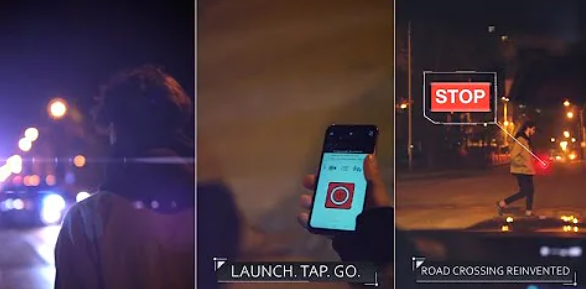 LAUNCH. TAP. GO.
STOP
ROAD CROSSING REINVENTED